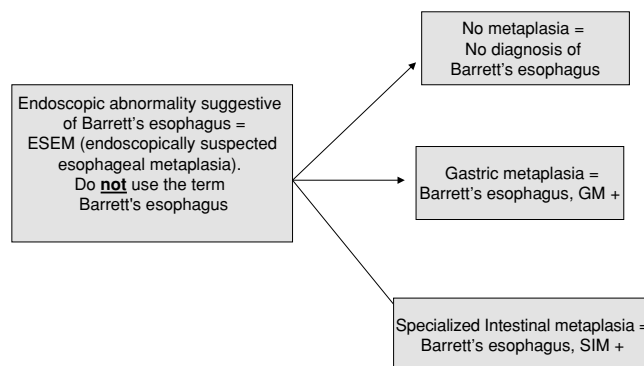 No metaplasia =
No diagnosis of
Barrett’s esophagus
Endoscopic abnormality suggestive
of Barrett’s esophagus =
ESEM (endoscopically suspected
esophageal metaplasia).
Do not use the term
Barrett's esophagus
Gastric metaplasia =
Barrett’s esophagus, GM +
Specialized Intestinal metaplasia =
Barrett’s esophagus, SIM +